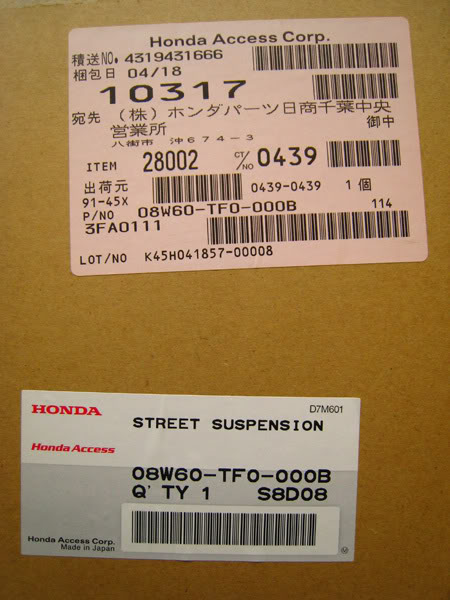 Honda Access Corp.
積送NO. 4319431666
梱包日 04/18
10317
宛先 (株) ホンダパーツ日商千葉中央
営業所 御中
八街市 沖674-3
ITEM 28002 CT/NO 0439
出荷元 0439-0439 1個
91-45X
P/NO 08W60-TF0-000B 114
3FA0111
LOT/NO K45H041857-00008
HONDA D7M601
STREET SUSPENSION
Honda Access
08W60-TF0-000B
Q'TY 1 S8D08
Honda Access Corp.
Made in Japan